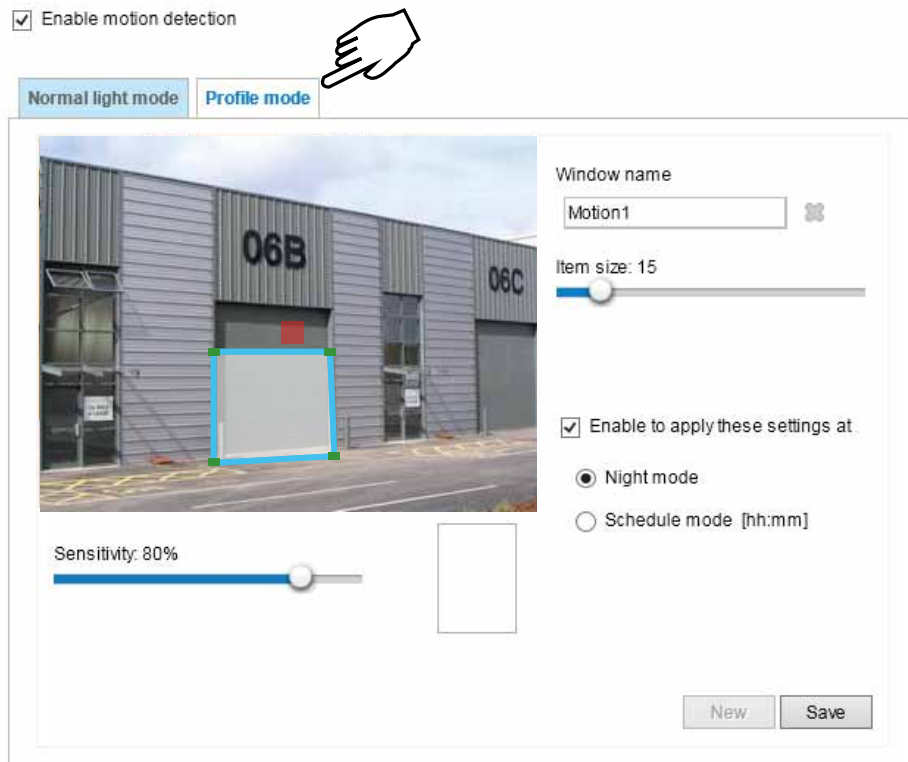 Enable motion detection
Normal light mode
Profile mode
06B
06C
Window name
Motion1
Item size: 15
Enable to apply these settings at
Night mode
Schedule mode [hh:mm]
Sensitivity: 80%
New
Save